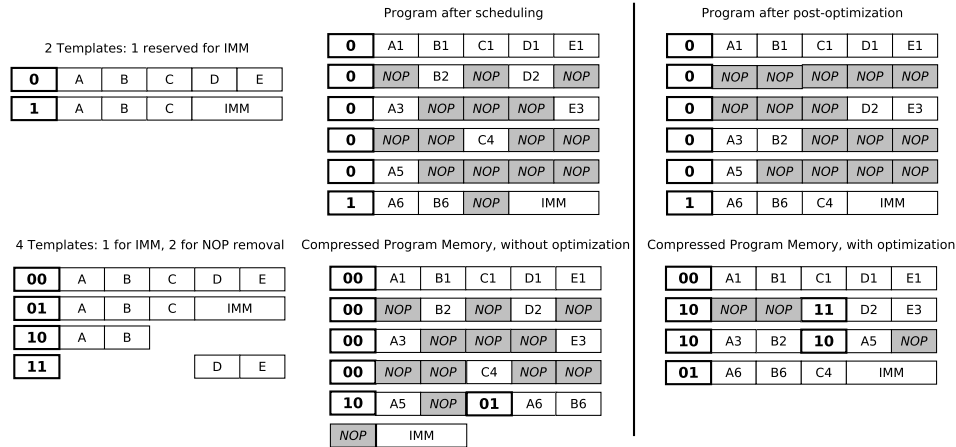 2 Templates: 1 reserved for IMM
0 A B C D E
1 A B C IMM
4 Templates: 1 for IMM, 2 for NOP removal
00 A B C D E
01 A B C IMM
10 A B
11 D E
Program after scheduling
0 A1 B1 C1 D1 E1
0 NOP B2 NOP D2 NOP
0 A3 NOP NOP NOP E3
0 NOP NOP C4 NOP NOP
0 A5 NOP NOP NOP NOP
1 A6 B6 NOP IMM
Compressed Program Memory, without optimization
00 A1 B1 C1 D1 E1
00 NOP B2 NOP D2 NOP
00 A3 NOP NOP NOP E3
00 NOP NOP C4 NOP NOP
10 A5 NOP 01 A6 B6
NOP IMM
Program after post-optimization
0 A1 B1 C1 D1 E1
0 NOP NOP NOP NOP NOP
0 NOP NOP NOP D2 E3
0 A3 B2 NOP NOP NOP
0 A5 NOP NOP NOP NOP
1 A6 B6 C4 IMM
Compressed Program Memory, with optimization
00 A1 B1 C1 D1 E1
10 NOP NOP 11 D2 E3
10 A3 B2 10 A5 NOP
01 A6 B6 C4 IMM